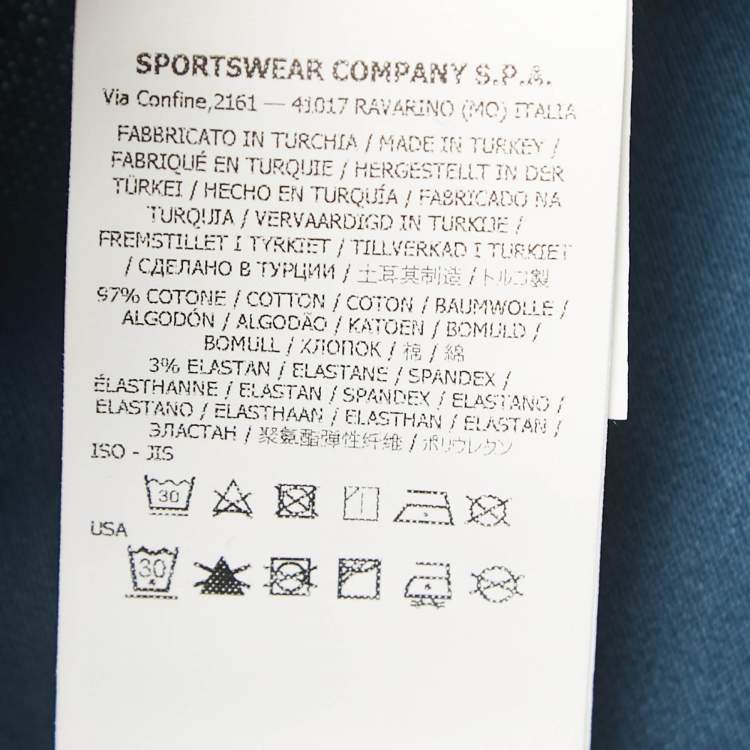 SPORTSWEAR COMPANY S.P.A.
Via Confine,2161 — 41017 RAVARINO (MO) ITALIA
FABBRICATO IN TURCHIA / MADE IN TURKEY /
FABRIQUÉ EN TURQUIE / HERGESTELLT IN DER
TÜRKEI / HECHO EN TURQUÍA / FABRICADO NA
TURQUIA / VERVAARDIGD IN TURKIJE /
FREMSTILLET I TYRKIET / TILLVERKAD I TURKIET
/ СДЕЛАНО В ТУРЦИИ / 土耳其制造 / トルコ製
97% COTONE / COTTON / COTON / BAUMWOLLE /
ALGODÓN / ALGODÃO / KATOEN / BOMULD /
BOMULL / ХЛОПОК / 棉 / 綿
3% ELASTAN / ELASTANE / SPANDEX /
ÉLASTHANNE / ELASTAN / SPANDEX / ELASTANO /
ELASTANO / ELASTHAAN / ELASTHAN / ELASTAN /
ЭЛАСТАН / 聚氨酯弹性纤维 / ポリウレタン
ISO - JIS
30
USA
30